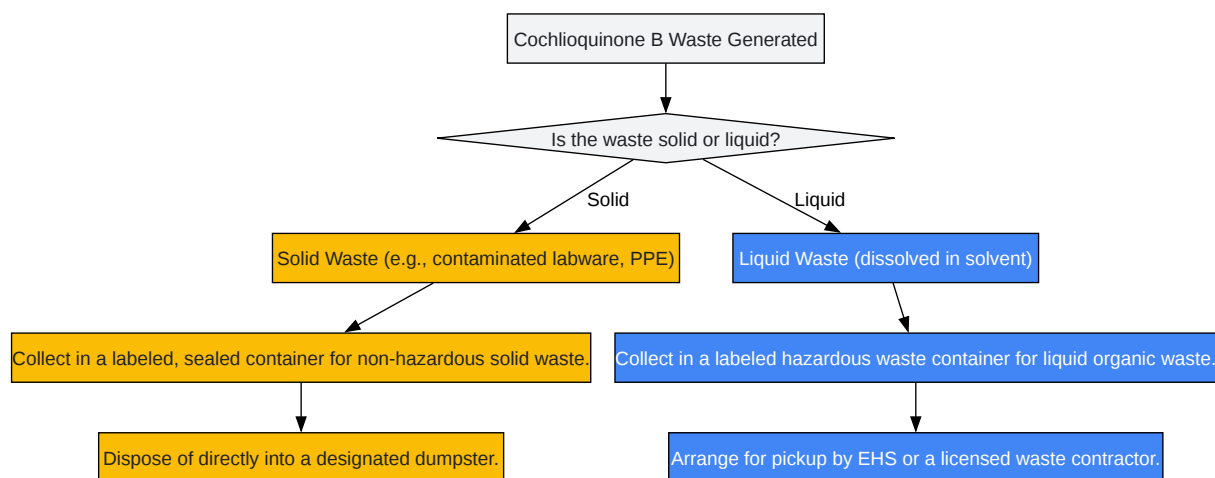 Cochlioquinone B Waste Generated
Is the waste solid or liquid?
Solid
Liquid
Solid Waste (e.g., contaminated labware, PPE)
Liquid Waste (dissolved in solvent)
Collect in a labeled, sealed container for non-hazardous solid waste.
Collect in a labeled hazardous waste container for liquid organic waste.
Dispose of directly into a designated dumpster.
Arrange for pickup by EHS or a licensed waste contractor.